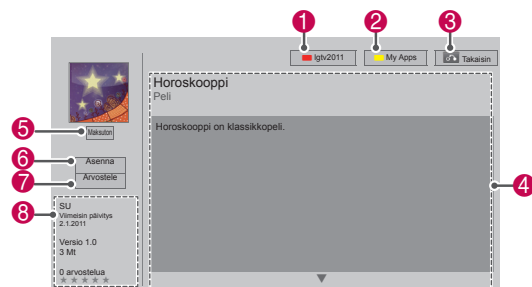 1 2 3
lgtv2011 My Apps Takaisin
Horoskooppi
Peli
Horoskooppi on klassikkopeli.
4
5 Maksuton
6 Asenna
7 Arvostele
8 SU
Viimeisin päivitys
2.1.2011
Versio 1.0
3 Mt
0 arvostelua